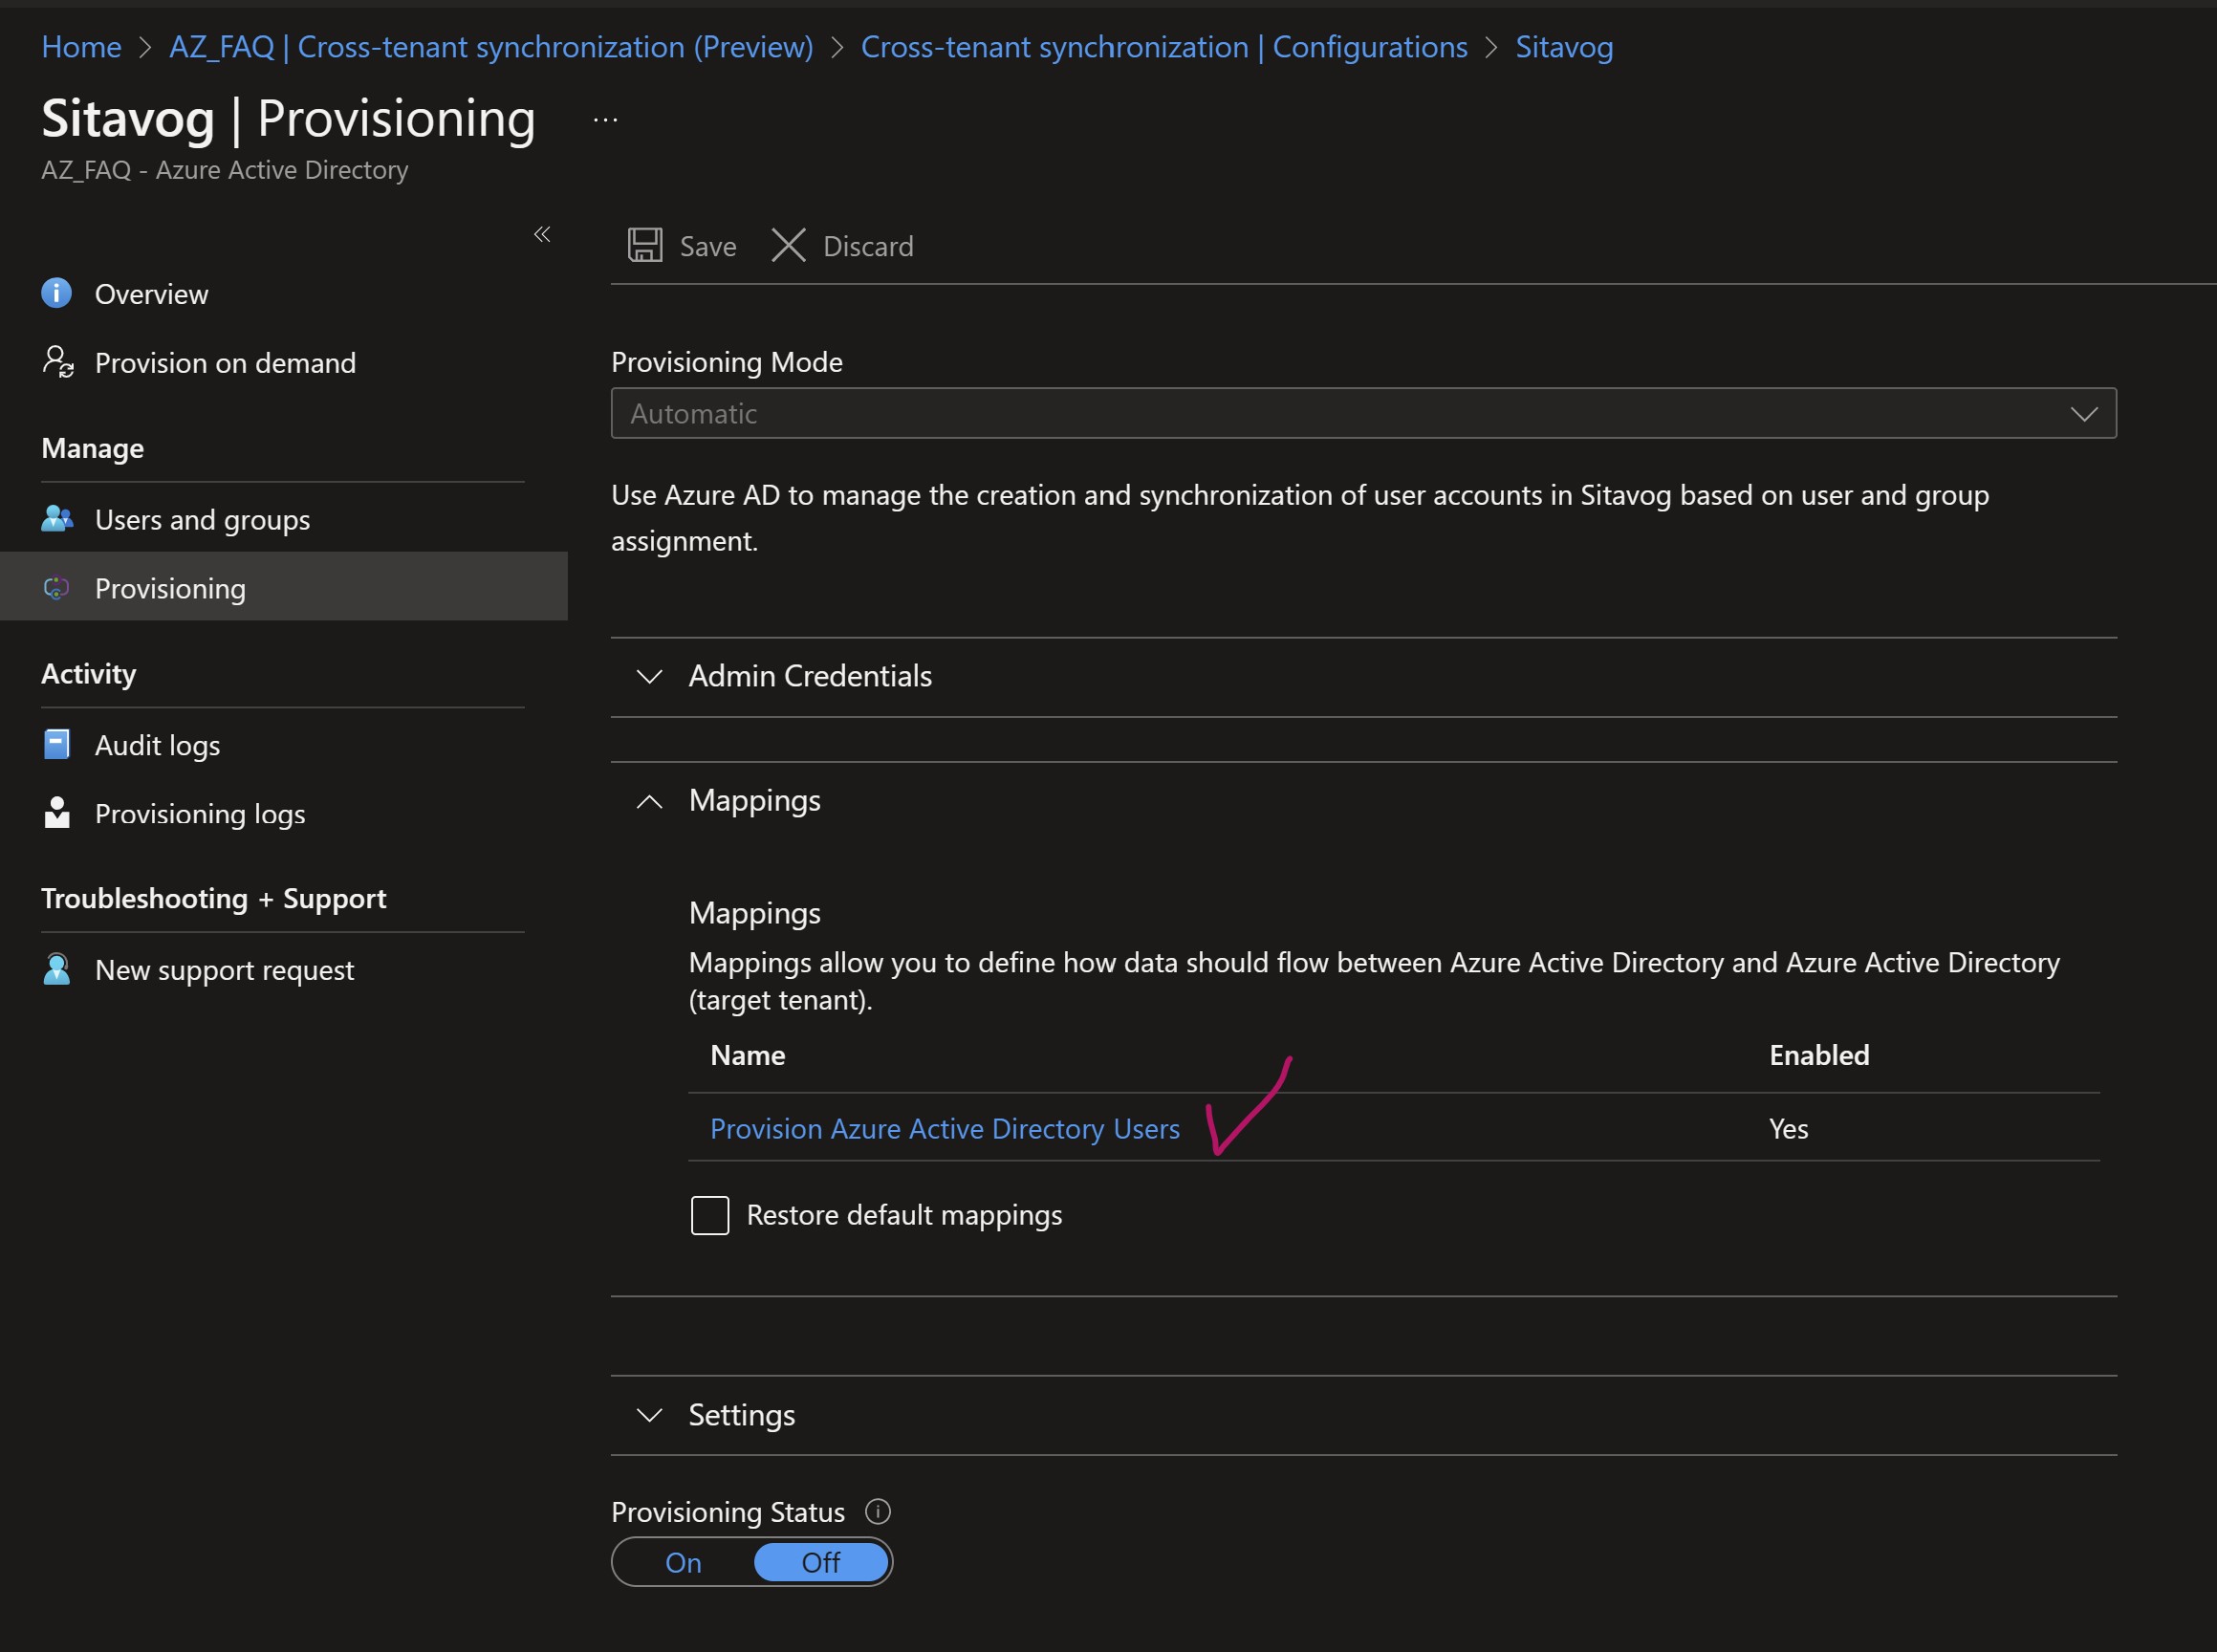 Home > AZ_FAQ | Cross-tenant synchronization (Preview) > Cross-tenant synchronization | Configurations > Sitavog
Sitavog | Provisioning ...
AZ_FAQ - Azure Active Directory
Overview
Provision on demand
Manage
Users and groups
Provisioning
Activity
Audit logs
Provisioning logs
Troubleshooting + Support
New support request
Save Discard
Provisioning Mode
Automatic
Use Azure AD to manage the creation and synchronization of user accounts in Sitavog based on user and group
assignment.
Admin Credentials
Mappings
Mappings
Mappings allow you to define how data should flow between Azure Active Directory and Azure Active Directory
(target tenant).
Name Enabled
Provision Azure Active Directory Users Yes
Restore default mappings
Settings
Provisioning Status
On Off